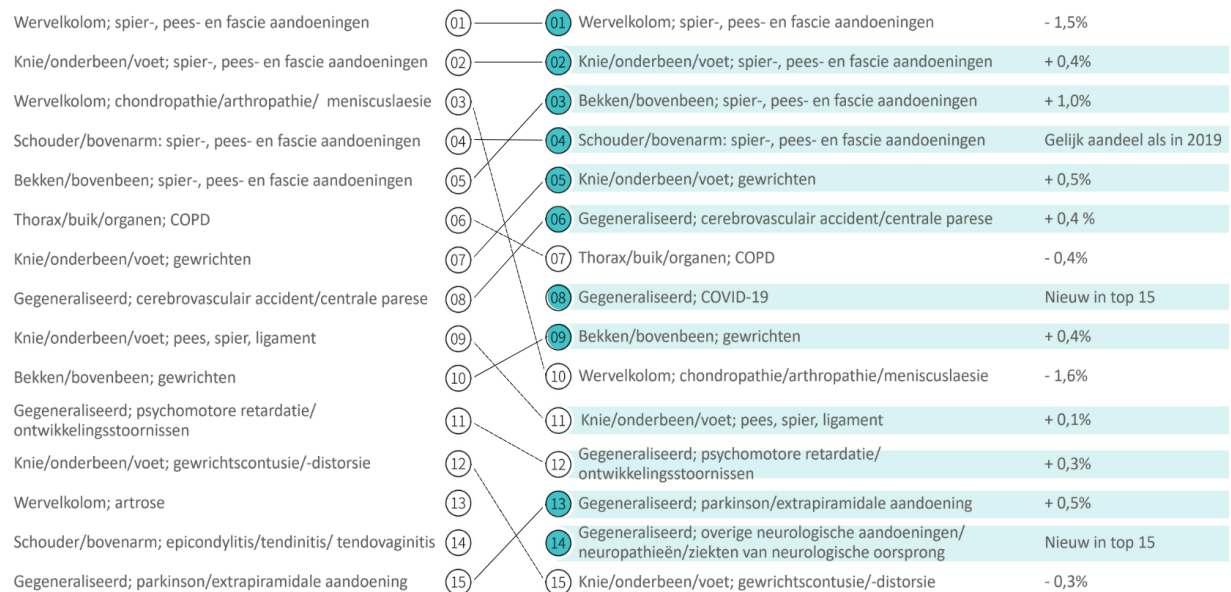 Wervelkolom; spier-, pees- en fascie aandoeningen 01 01 Wervelkolom; spier-, pees- en fascie aandoeningen - 1,5%
Knie/onderbeen/voet; spier-, pees- en fascie aandoeningen 02 02 Knie/onderbeen/voet; spier-, pees- en fascie aandoeningen + 0,4%
Wervelkolom; chondropathie/arthropathie/ meniscuslaesie 03 03 Bekken/bovenbeen; spier-, pees- en fascie aandoeningen + 1,0%
Schouder/bovenarm: spier-, pees- en fascie aandoeningen 04 04 Schouder/bovenarm: spier-, pees- en fascie aandoeningen Gelijk aandeel als in 2019
Bekken/bovenbeen; spier-, pees- en fascie aandoeningen 05 05 Knie/onderbeen/voet; gewrichten + 0,5%
Thorax/buik/organen; COPD 06 06 Gegeneraliseerd; cerebrovasculair accident/centrale parese + 0,4 %
Knie/onderbeen/voet; gewrichten 07 07 Thorax/buik/organen; COPD - 0,4%
Gegeneraliseerd; cerebrovasculair accident/centrale parese 08 08 Gegeneraliseerd; COVID-19 Nieuw in top 15
Knie/onderbeen/voet; pees, spier, ligament 09 09 Bekken/bovenbeen; gewrichten + 0,4%
Bekken/bovenbeen; gewrichten 10 10 Wervelkolom; chondropathie/arthropathie/meniscuslaesie - 1,6%
Gegeneraliseerd; psychomotore retardatie/
ontwikkelingsstoornissen 11 11 Knie/onderbeen/voet; pees, spier, ligament + 0,1%
Knie/onderbeen/voet; gewrichtscontusie/-distorsie 12 12 Gegeneraliseerd; psychomotore retardatie/
ontwikkelingsstoornissen + 0,3%
Wervelkolom; artrose 13 13 Gegeneraliseerd; parkinson/extrapiramidale aandoening + 0,5%
Schouder/bovenarm; epicondylitis/tendinitis/ tendovaginitis 14 14 Gegeneraliseerd; overige neurologische aandoeningen/
neuropathieën/ziekten van neurologische oorsprong Nieuw in top 15
Gegeneraliseerd; parkinson/extrapiramidale aandoening 15 15 Knie/onderbeen/voet; gewrichtscontusie/-distorsie - 0,3%